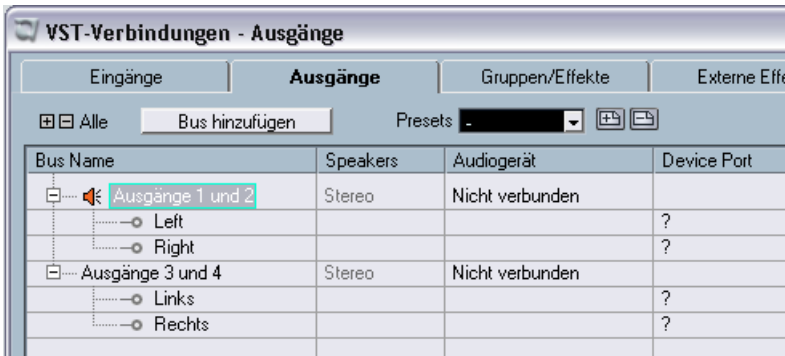 VST-Verbindungen - Ausgänge
Eingänge Ausgänge Gruppen/Effekte Externe Effe
Alle Bus hinzufügen Presets -
Bus Name Speakers Audiogerät Device Port
Ausgänge 1 und 2 Stereo Nicht verbunden
Left ?
Right ?
Ausgänge 3 und 4 Stereo Nicht verbunden
Links ?
Rechts ?